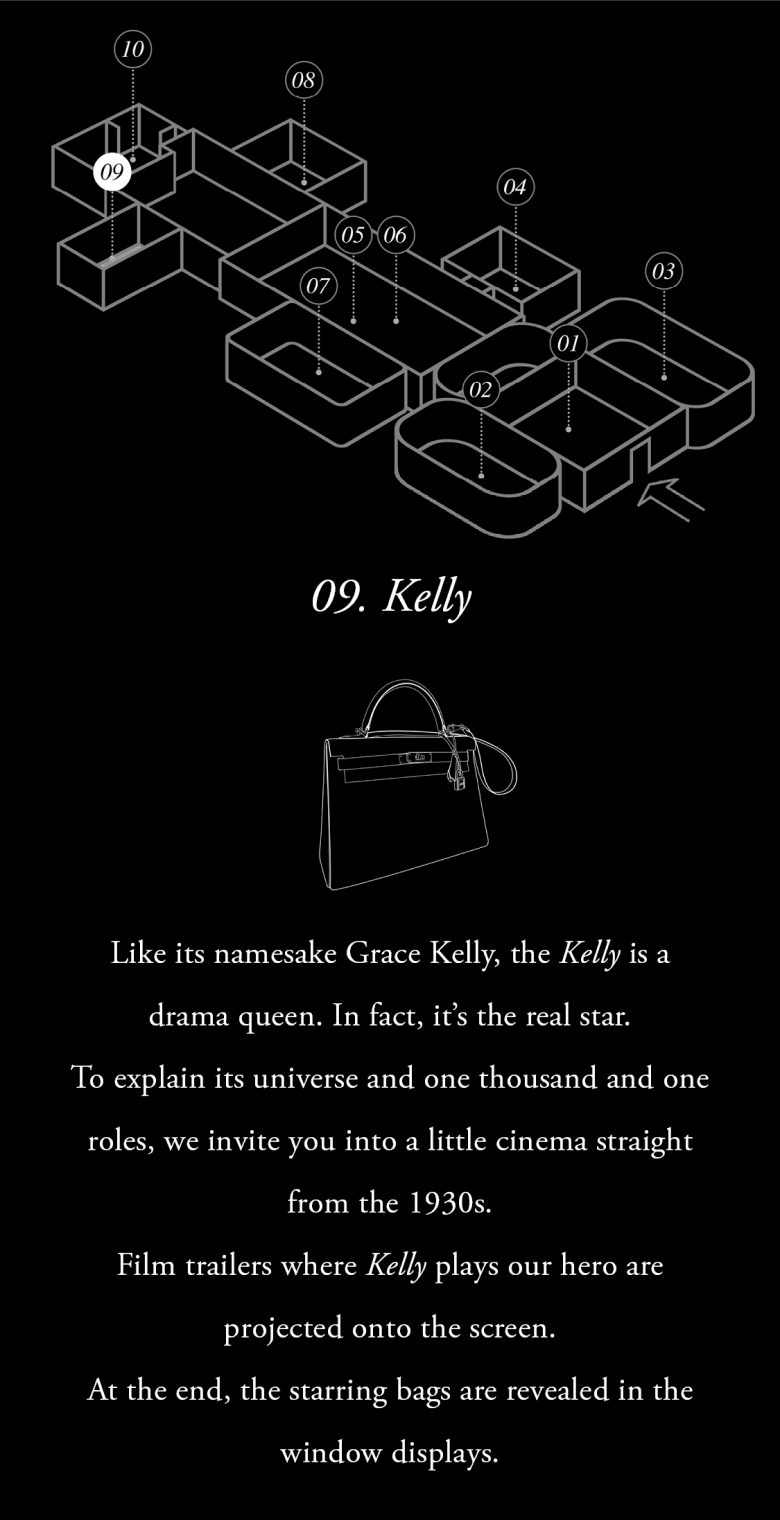 10
08
09
04
05
06
03
07
01
02
09. Kelly
Like its namesake Grace Kelly, the Kelly is a
drama queen. In fact, it’s the real star.
To explain its universe and one thousand and one
roles, we invite you into a little cinema straight
from the 1930s.
Film trailers where Kelly plays our hero are
projected onto the screen.
At the end, the starring bags are revealed in the
window displays.